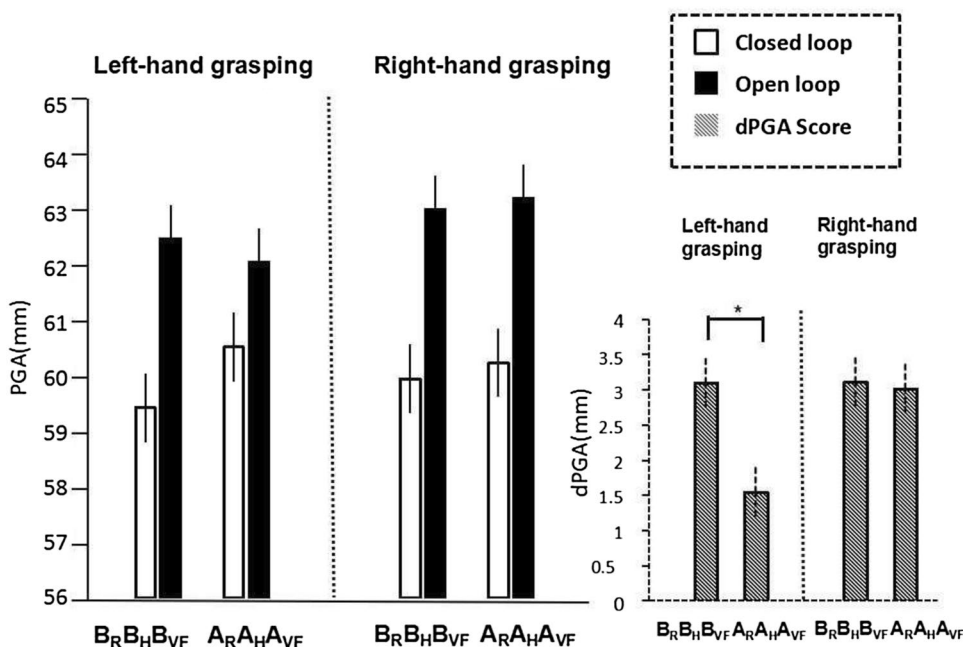 Closed loop
Open loop
dPGA Score
Left-hand grasping
Right-hand grasping
PGA(mm)
65
64
63
62
61
60
59
58
57
56
BRBHBVF
ARAHAVF
BRBHBVF
ARAHAVF
Left-hand
grasping
Right-hand
grasping
dPGA(mm)
4
3.5
3
2.5
2
1.5
1
0.5
0
*
BRBHBVF
ARAHAVF
BRBHBVF
ARAHAVF